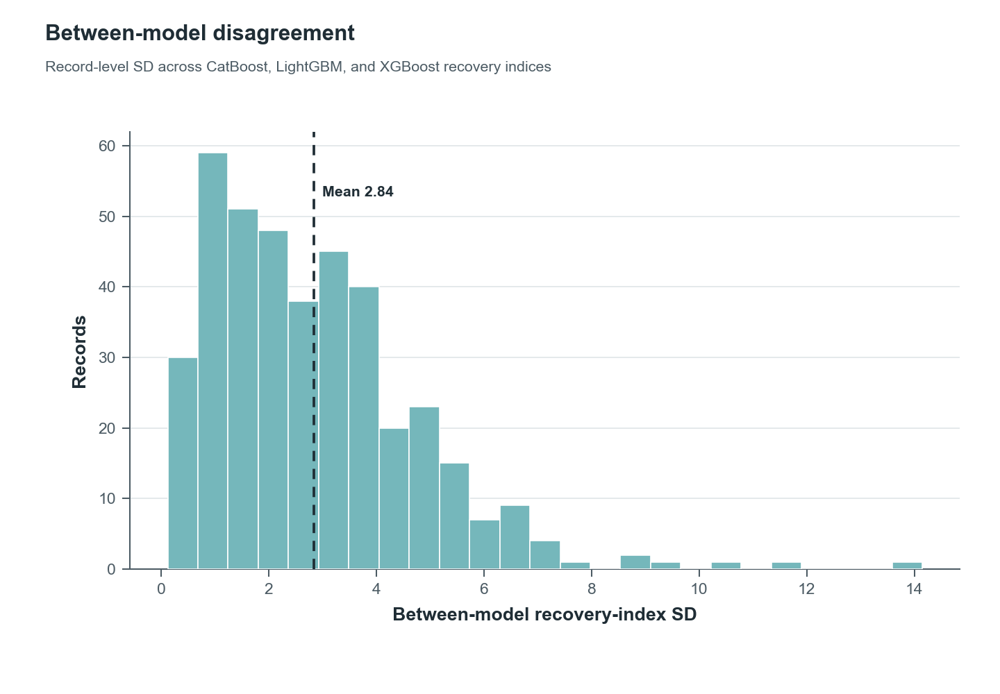 Between-model disagreement
Record-level SD across CatBoost, LightGBM, and XGBoost recovery indices
60
50
40
30
20
10
0
Records
Mean 2.84
0 2 4 6 8 10 12 14
Between-model recovery-index SD